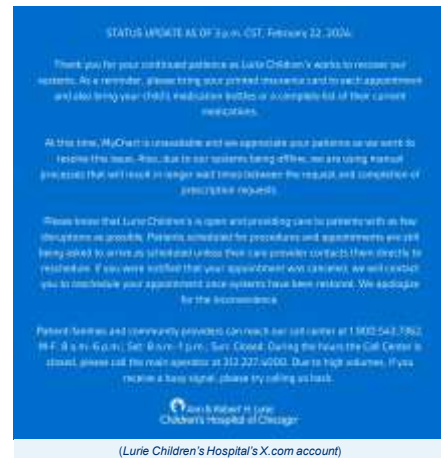 STATUS UPDATE AS OF 3 p.m. CST, February 22, 2024:
Thank you for your continued patience as Lurie Children's works to recover our
systems. As a reminder, please bring your printed insurance card to each appointment
and also bring your child's medication bottles or a complete list of their current
medications.
At this time, MyChart is unavailable and we appreciate your patience as we work to
resolve this issue. Also, due to our systems being offline, we are using manual
processes that will result in longer wait times between the request and completion of
prescription requests.
Please know that Lurie Children's is open and providing care to patients with as few
disruptions as possible. Patients scheduled for procedures and appointments are still
being asked to arrive as scheduled unless their care provider contacts them directly to
reschedule. If you were notified that your appointment was canceled, we will contact
you to reschedule your appointment once systems have been restored. We apologize
for the inconvenience.
Patient families and community providers can reach our call center at 1.800.543.7362,
M-F: 8 a.m.-6 p.m.; Sat: 8 a.m.-1 p.m.; Sun: Closed. During the hours the Call Center is
closed, please call the main operator at 312.227.4000. Due to high volumes, if you
receive a busy signal, please try calling us back.
Ann & Robert H. Lurie
Children's Hospital of Chicago
(Lurie Children's Hospital's X.com account)